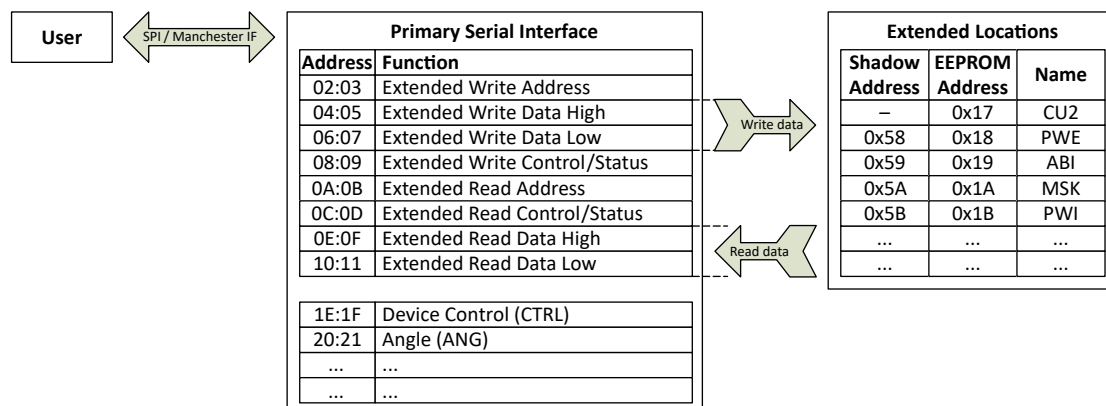 User
SPI / Manchester IF
Primary Serial Interface
Address Function
02:03 Extended Write Address
04:05 Extended Write Data High
06:07 Extended Write Data Low
08:09 Extended Write Control/Status
0A:0B Extended Read Address
0C:0D Extended Read Control/Status
0E:0F Extended Read Data High
10:11 Extended Read Data Low
1E:1F Device Control (CTRL)
20:21 Angle (ANG)
... ...
... ...
Write data
Read data
Extended Locations
Shadow Address EEPROM Address Name
– 0x17 CU2
0x58 0x18 PWE
0x59 0x19 ABI
0x5A 0x1A MSK
0x5B 0x1B PWI
... ... ...
... ... ...